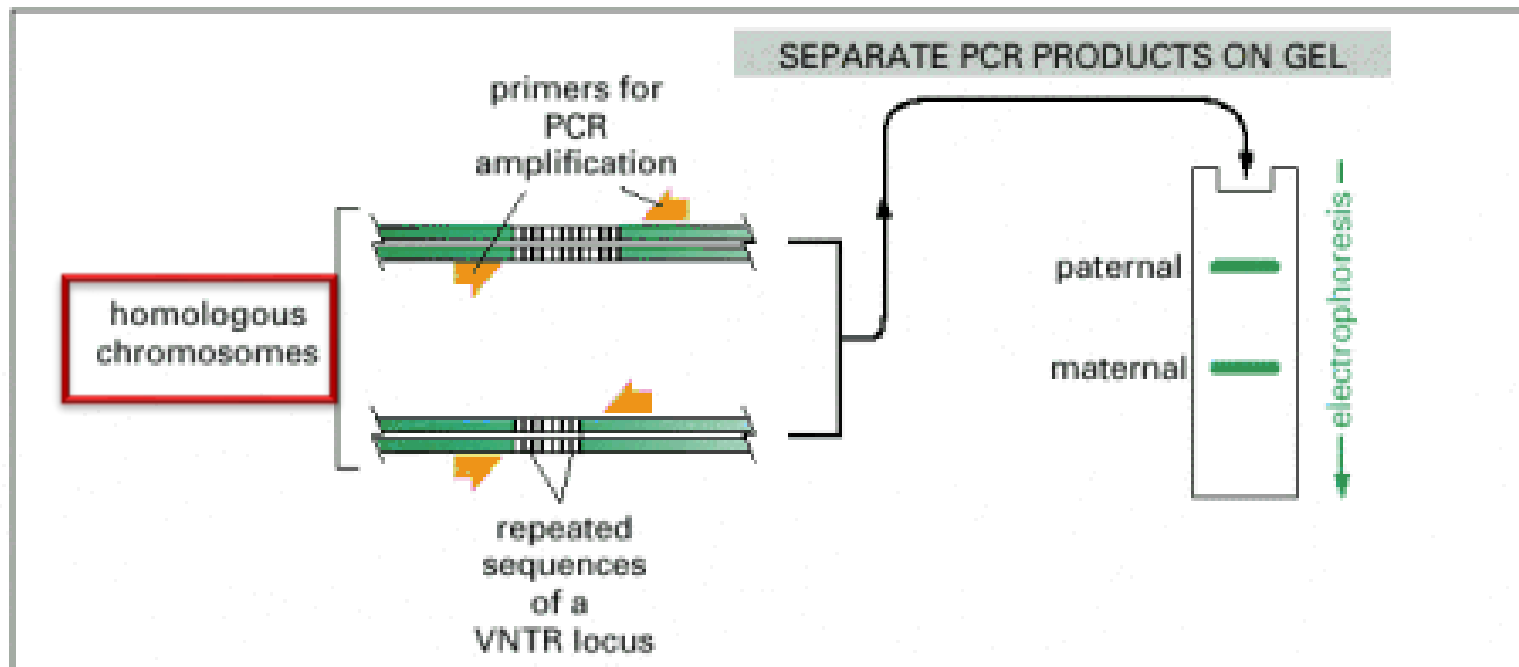 SEPARATE PCR PRODUCTS ON GEL
primers for
PCR
amplification
homologous
chromosomes
paternal
maternal
electrophoresis
repeated
sequences
of a
VNTR locus